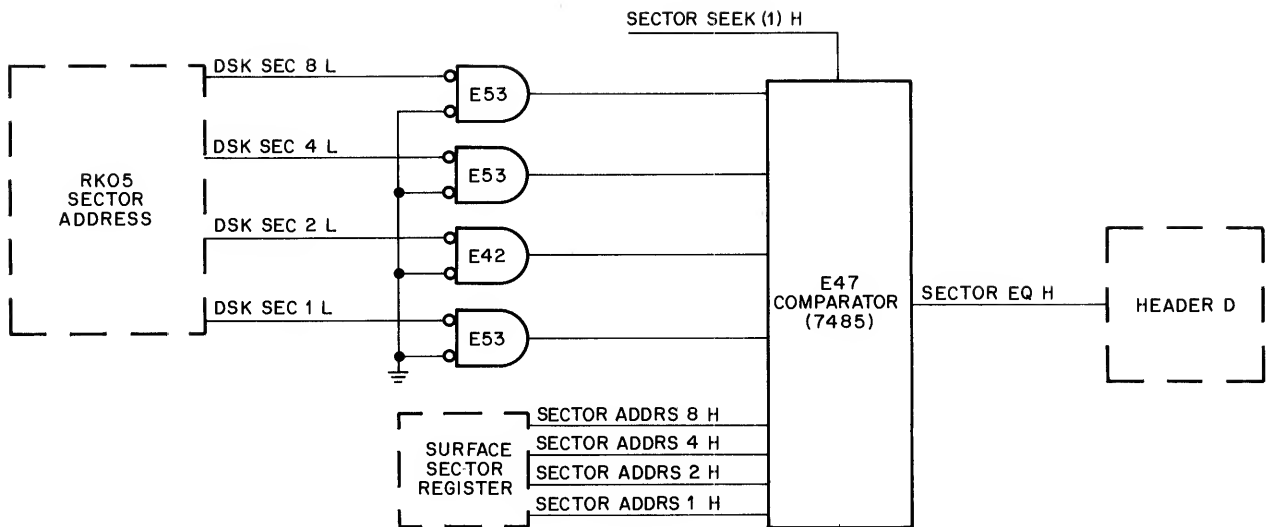 SECTOR SEEK (1) H
DSK SEC 8 L
E53
DSK SEC 4 L
E53
RK05
SECTOR
ADDRESS
DSK SEC 2 L
E42
E47
COMPARATOR
(7485)
SECTOR EQ H
HEADER D
DSK SEC 1 L
E53
SURFACE
SECTOR
REGISTER
SECTOR ADDRS 8 H
SECTOR ADDRS 4 H
SECTOR ADDRS 2 H
SECTOR ADDRS 1 H